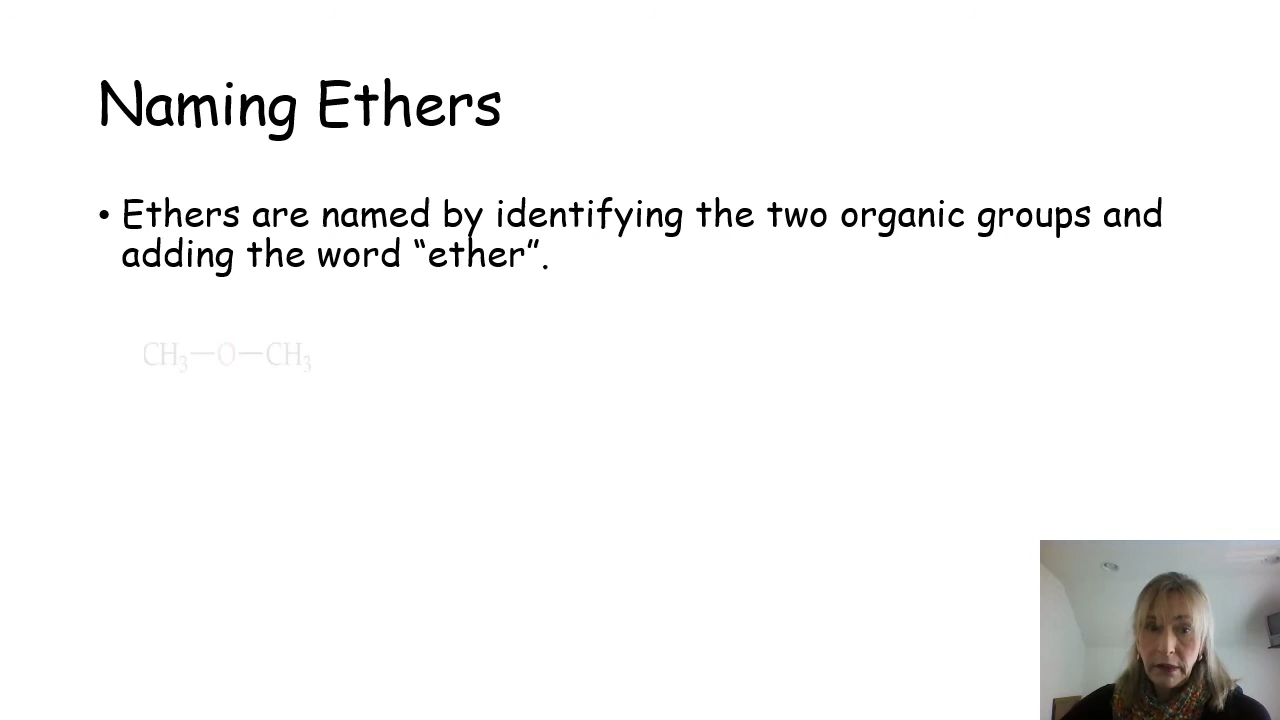 Naming Ethers
• Ethers are named by identifying the two organic groups and
adding the word “ether”.
CH₃—O—CH₃